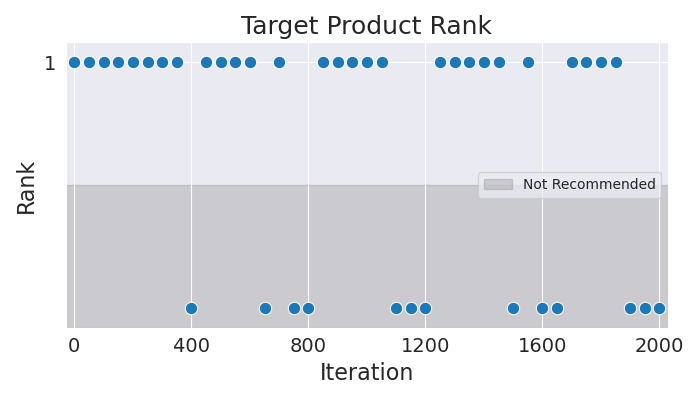 Target Product Rank
1
Rank
Not Recommended
0 400 800 1200 1600 2000
Iteration